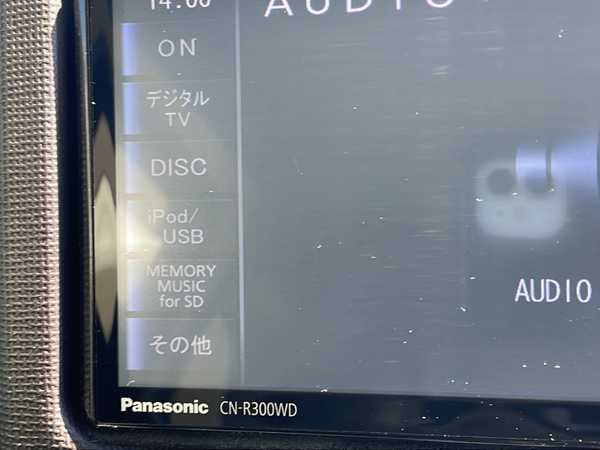 14:06
AUDIO
ON
デジタル
TV
DISC
iPod/
USB
MEMORY
MUSIC
for SD
AUDIO
その他
Panasonic CN-R300WD